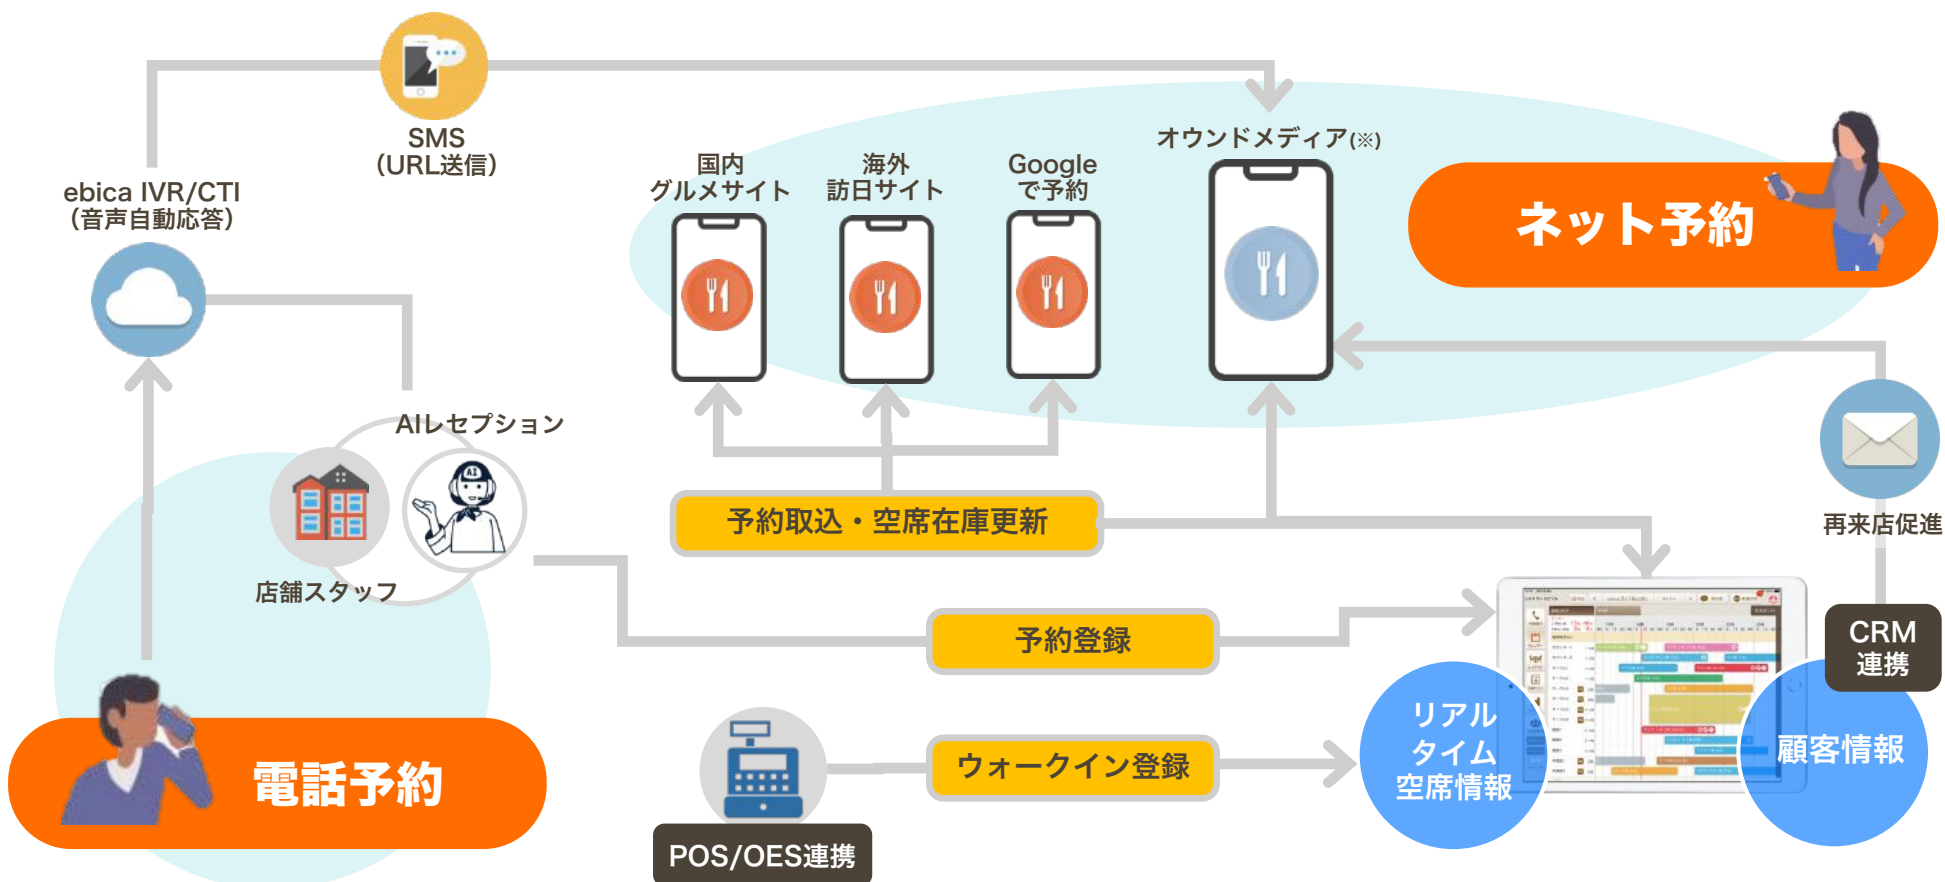 SMS
（URL送信）
ebica IVR/CTI
（音声自動応答）
国内
グルメサイト
海外
訪日サイト
Google
で予約
オウンドメディア(※)
ネット予約
AIレセプション
AI
店舗スタッフ
予約取込・空席在庫更新
再来店促進
予約登録
CRM
連携
リアル
タイム
空席情報
顧客情報
ウォークイン登録
電話予約
POS/OES連携